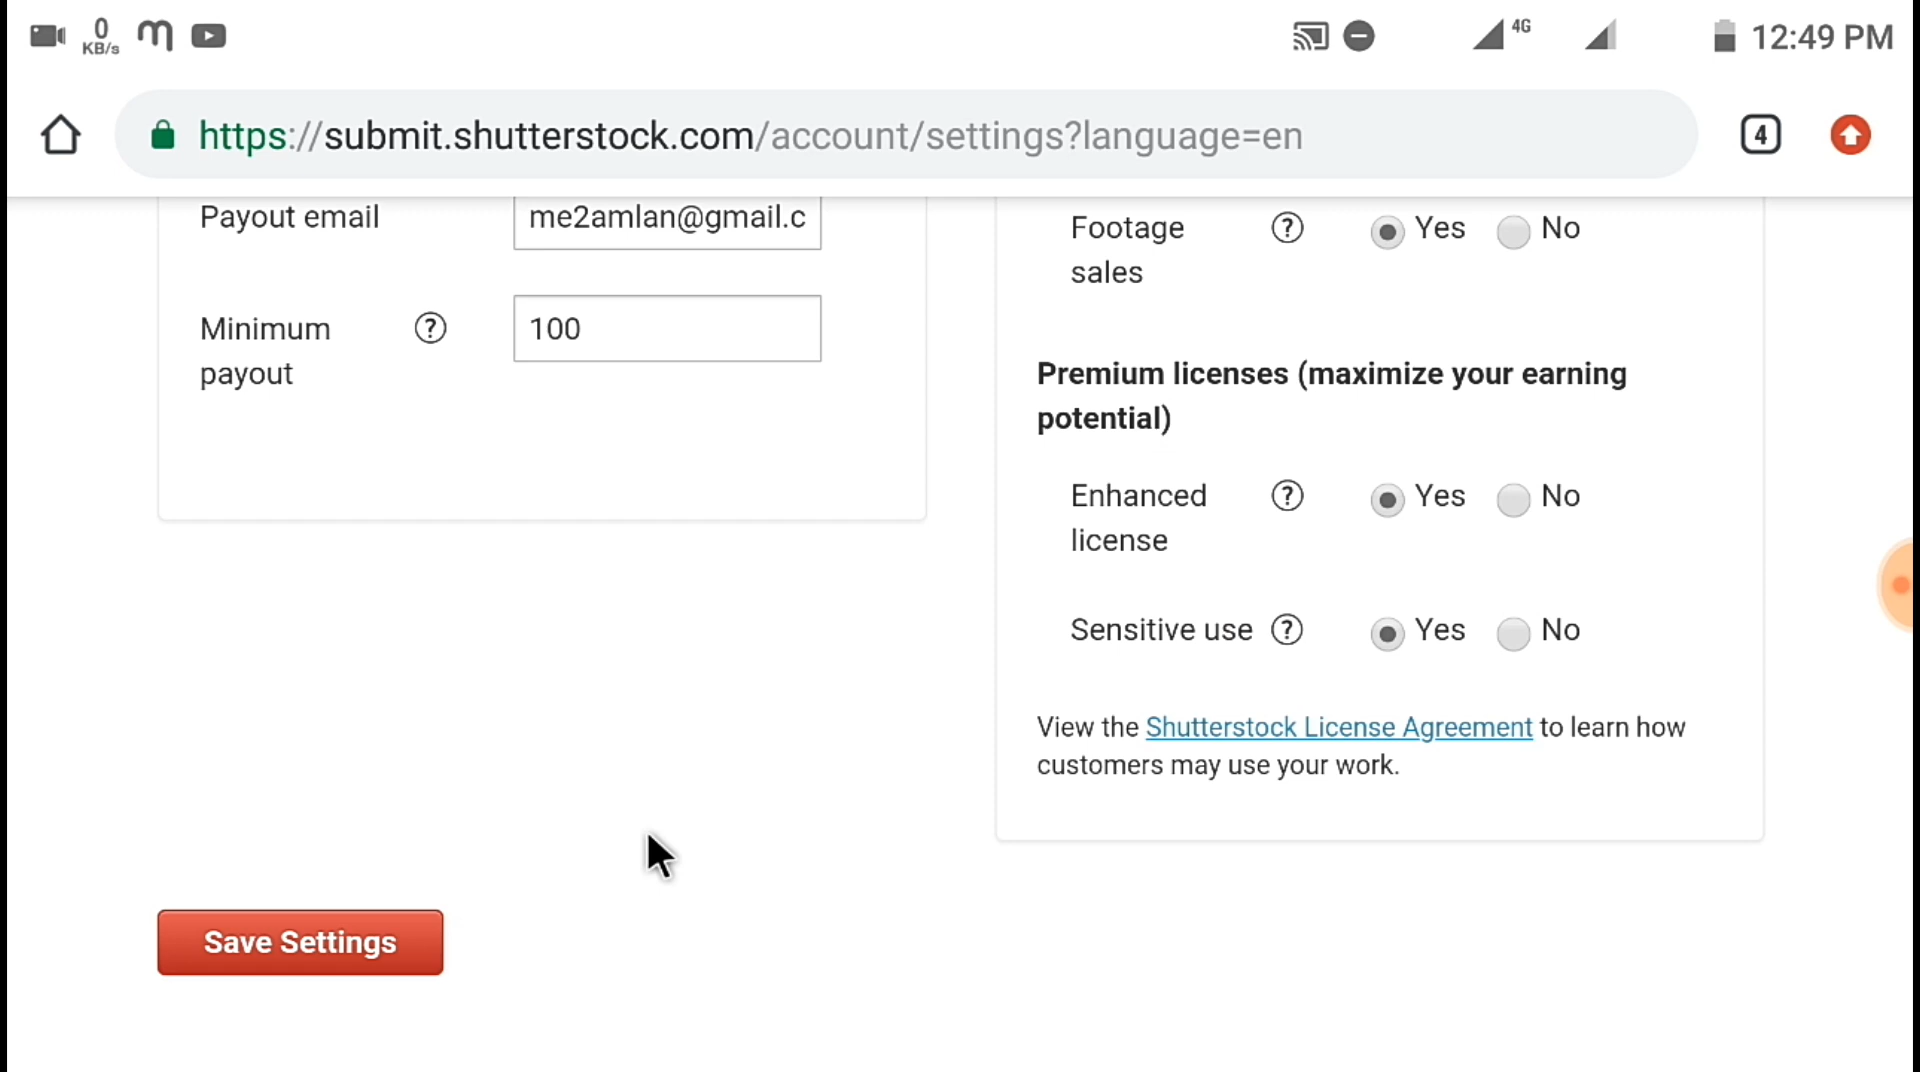 0
KB/s
4G
12:49 PM
https://submit.shutterstock.com/account/settings?language=en
4
Payout email
me2amlan@gmail.c
Minimum
payout
?
100
Footage
sales
?
Yes
No
Premium licenses (maximize your earning
potential)
Enhanced
license
?
Yes
No
Sensitive use
?
Yes
No
View the Shutterstock License Agreement to learn how
customers may use your work.
Save Settings